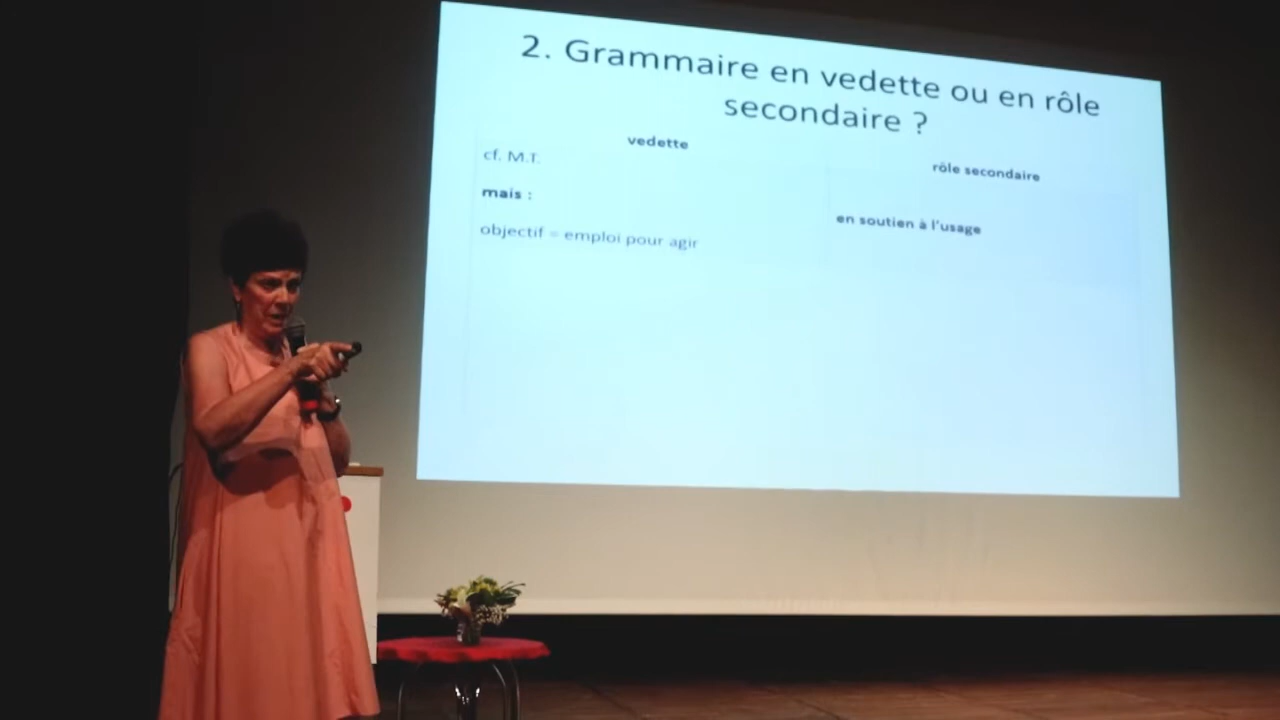 2. Grammaire en vedette ou en rôle
secondaire ?
vedette
cf. M.T.
mais :
objectif = emploi pour agir
rôle secondaire
en soutien à l'usage